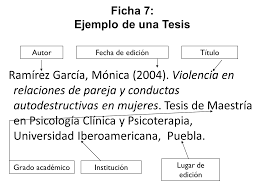 Ficha 7:
Ejemplo de una Tesis
Autor Fecha de edición Título
Ramírez García, Mónica (2004). Violencia en
relaciones de pareja y conductas
autodestructivas en mujeres. Tesis de Maestría
en Psicología Clínica y Psicoterapia,
Universidad Iberoamericana, Puebla.
Grado académico Institución Lugar de
edición